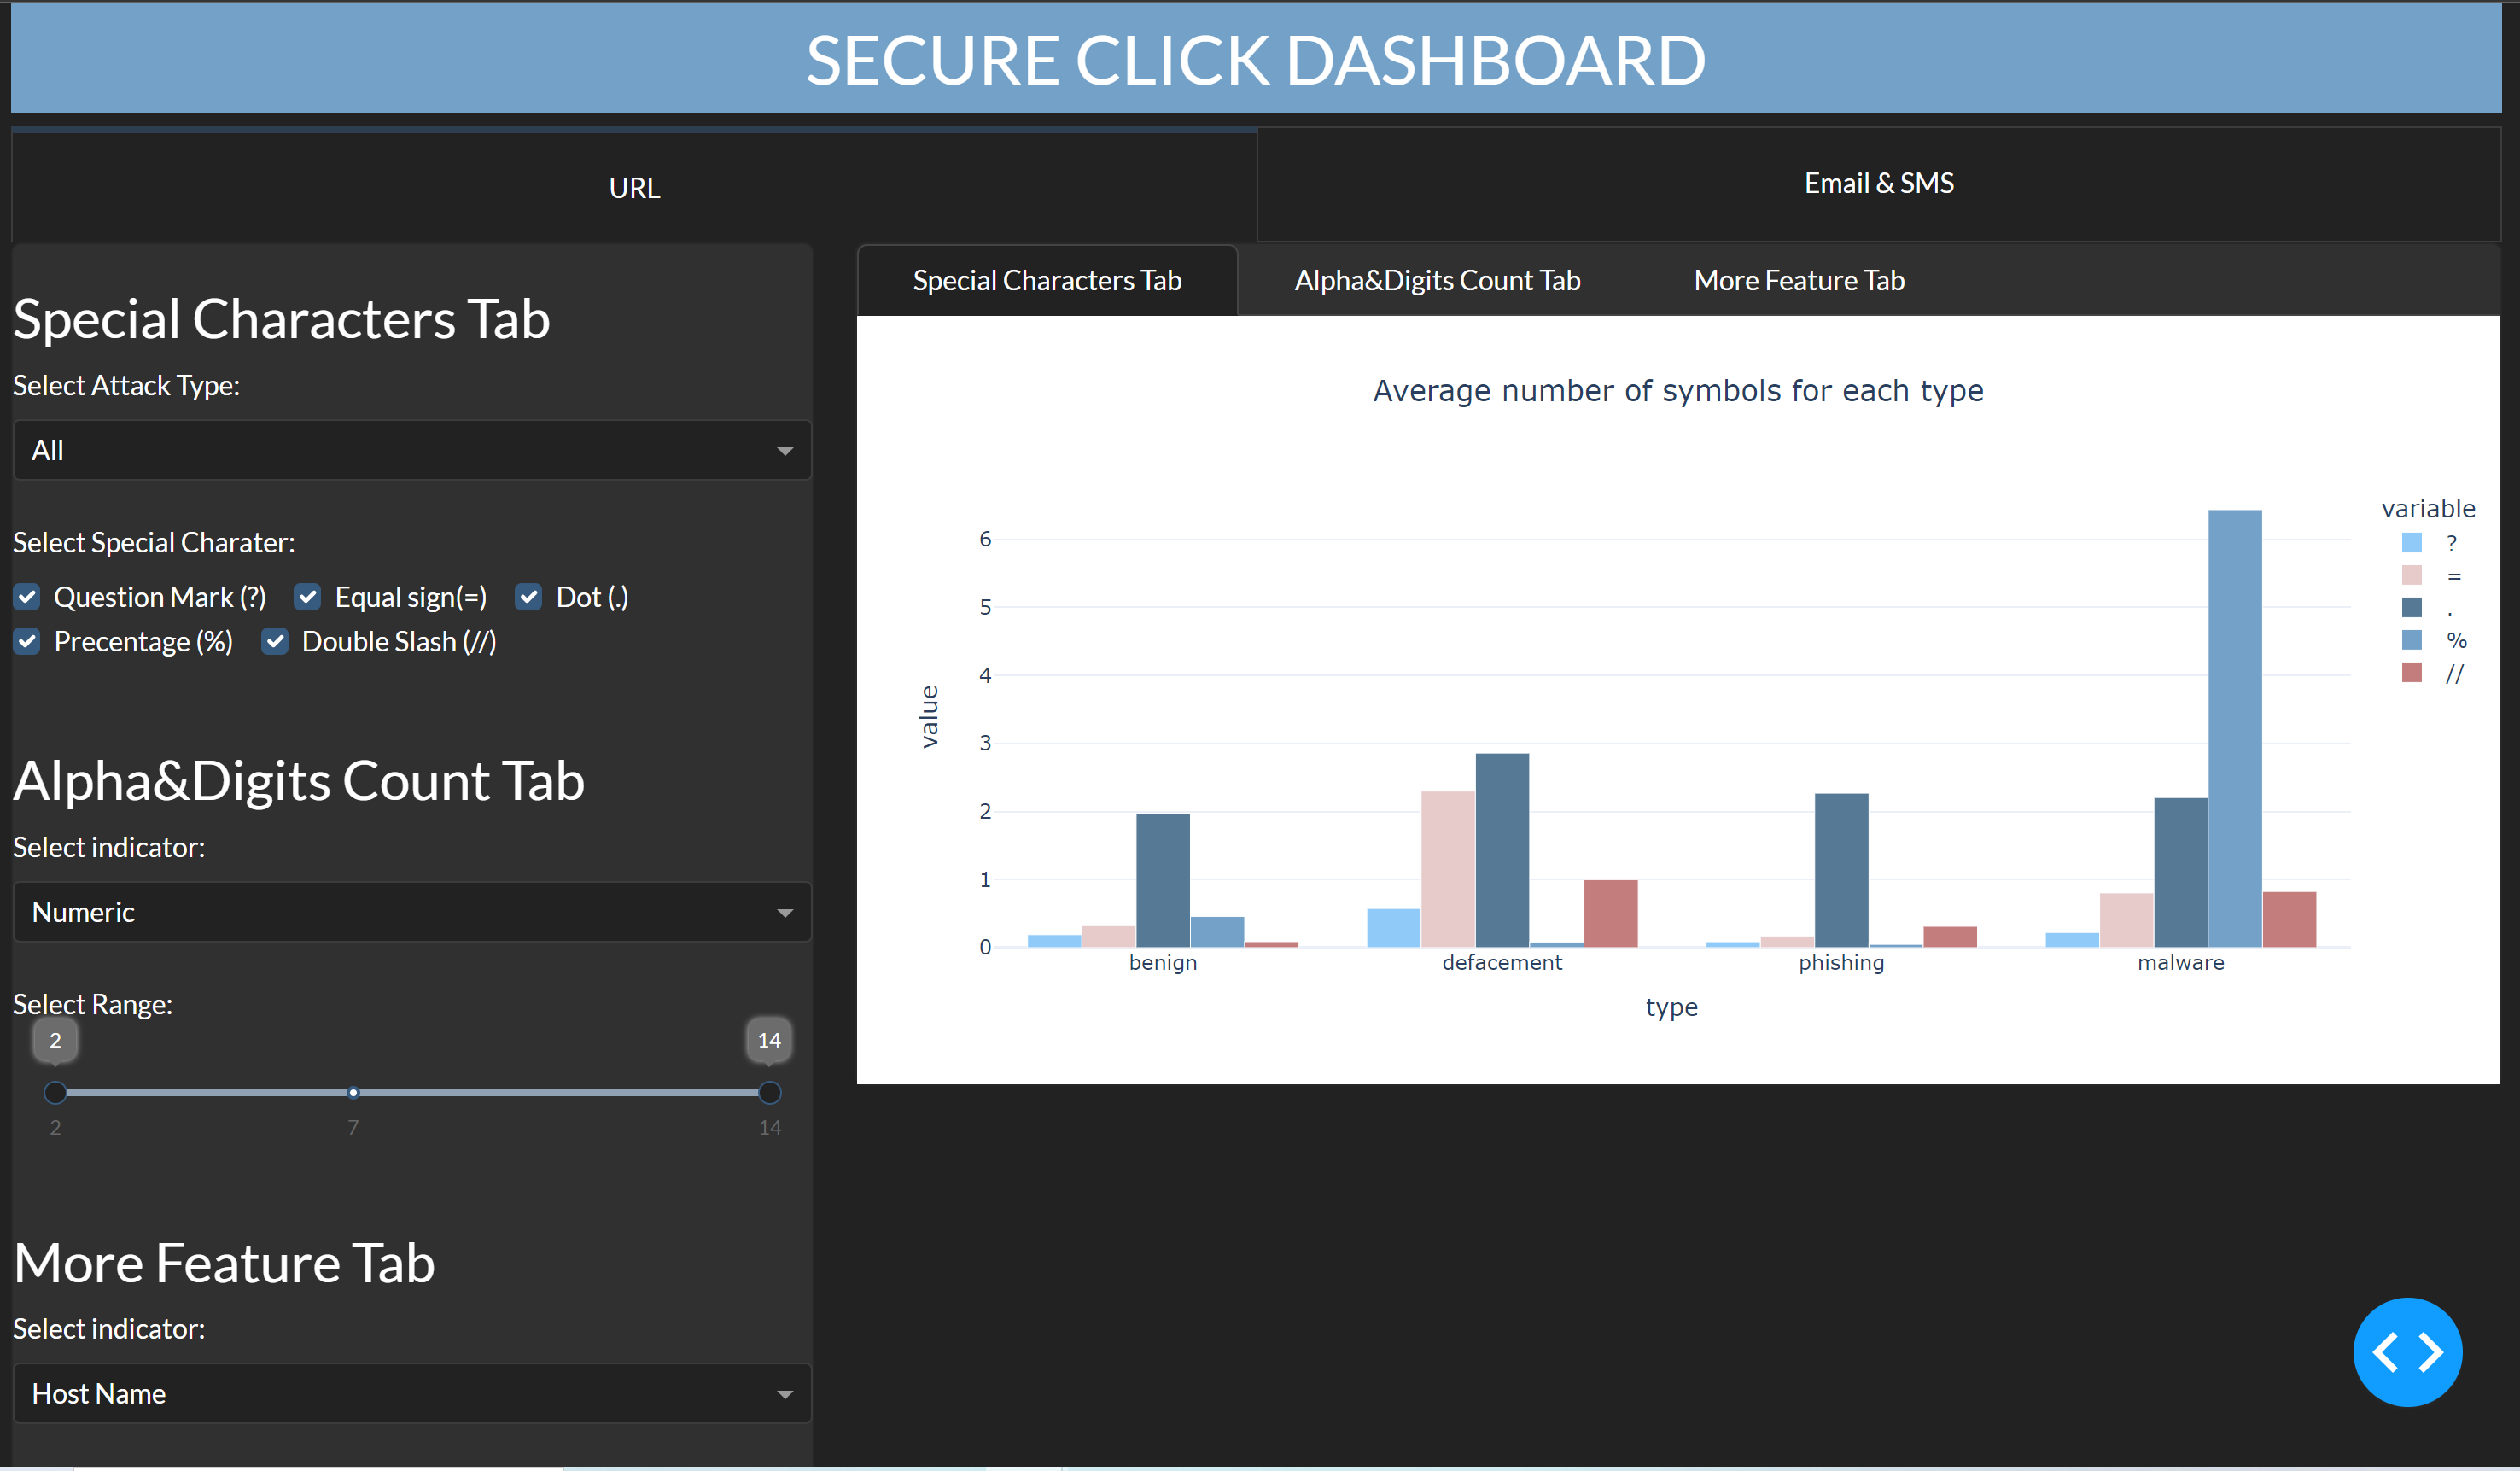 SECURE CLICK DASHBOARD
URL
Email & SMS
Special Characters Tab
Select Attack Type:
All
Select Special Charater:
Question Mark (?) Equal sign(=) Dot (.)
Precentage (%) Double Slash (//)
Alpha&Digits Count Tab
Select indicator:
Numeric
Select Range:
2 14
2 7 14
More Feature Tab
Select indicator:
Host Name
Special Characters Tab Alpha&Digits Count Tab More Feature Tab
Average number of symbols for each type
value
6
5
4
3
2
1
0
benign defacement phishing malware
type
variable
?
=
.
%
//